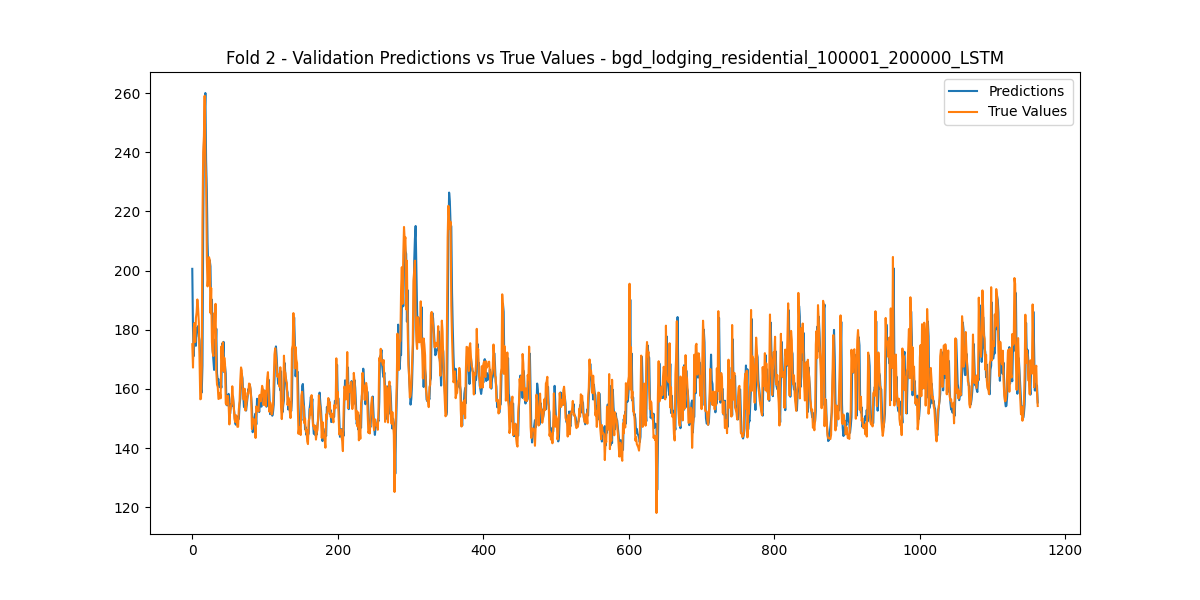 Fold 2 - Validation Predictions vs True Values - bgd_lodging_residential_100001_200000_LSTM
Predictions
True Values
260
240
220
200
180
160
140
120
0 200 400 600 800 1000 1200